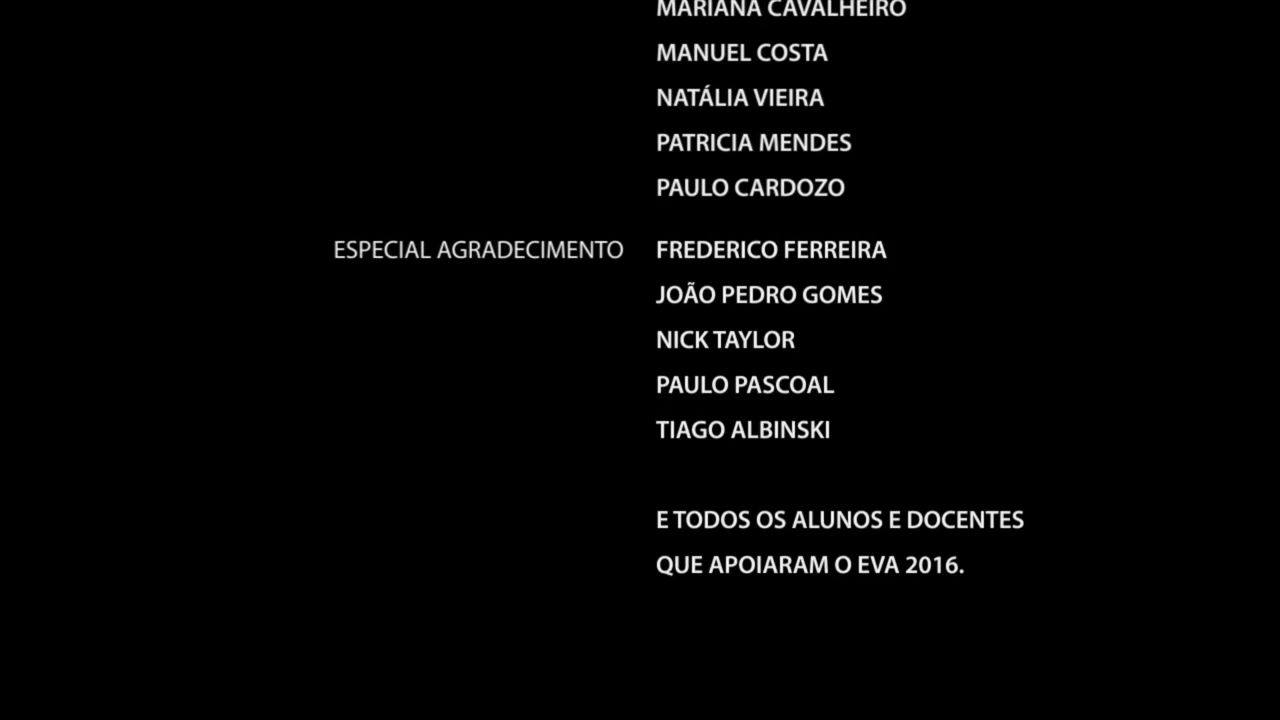 MARIANA CAVALHEIRO
MANUEL COSTA
NATÁLIA VIEIRA
PATRICIA MENDES
PAULO CARDOZO
ESPECIAL AGRADECIMENTO FREDERICO FERREIRA
JOÃO PEDRO GOMES
NICK TAYLOR
PAULO PASCOAL
TIAGO ALBINSKI
E TODOS OS ALUNOS E DOCENTES
QUE APOIARAM O EVA 2016.